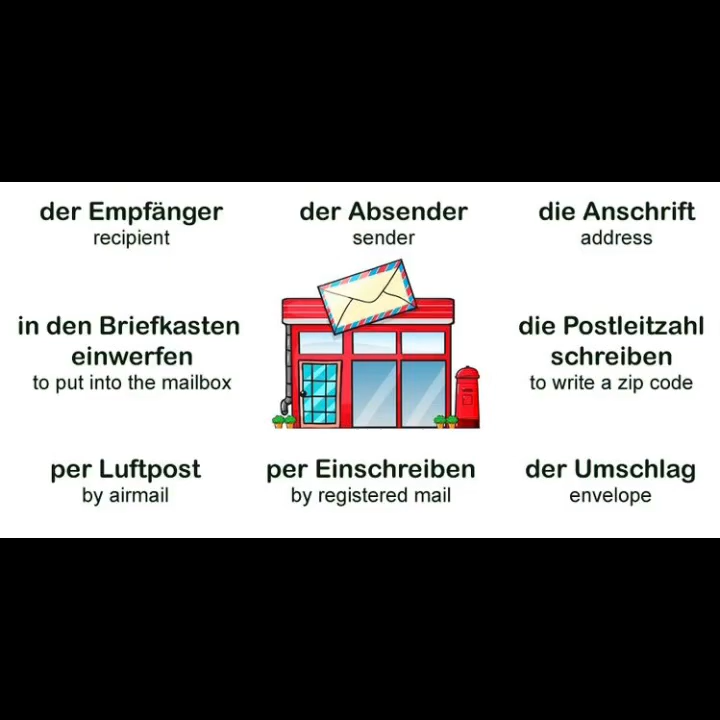 der Empfänger
recipient
der Absender
sender
die Anschrift
address
in den Briefkasten
einwerfen
to put into the mailbox
die Postleitzahl
schreiben
to write a zip code
per Luftpost
by airmail
per Einschreiben
by registered mail
der Umschlag
envelope